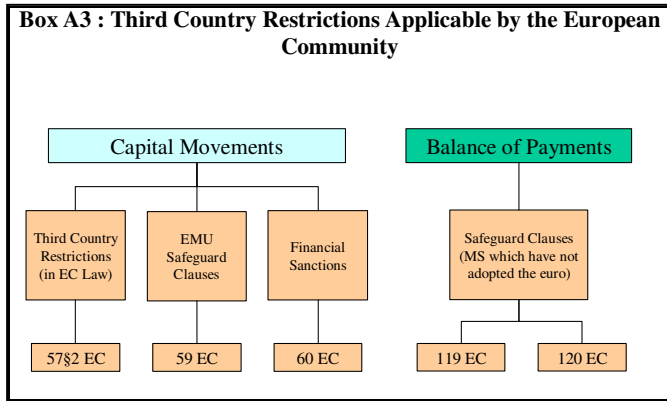 Box A3 : Third Country Restrictions Applicable by the European
Community
Capital Movements
Balance of Payments
Third Country
Restrictions
(in EC Law)
EMU
Safeguard
Clauses
Financial
Sanctions
Safeguard Clauses
(MS which have not
adopted the euro)
57§2 EC
59 EC
60 EC
119 EC
120 EC